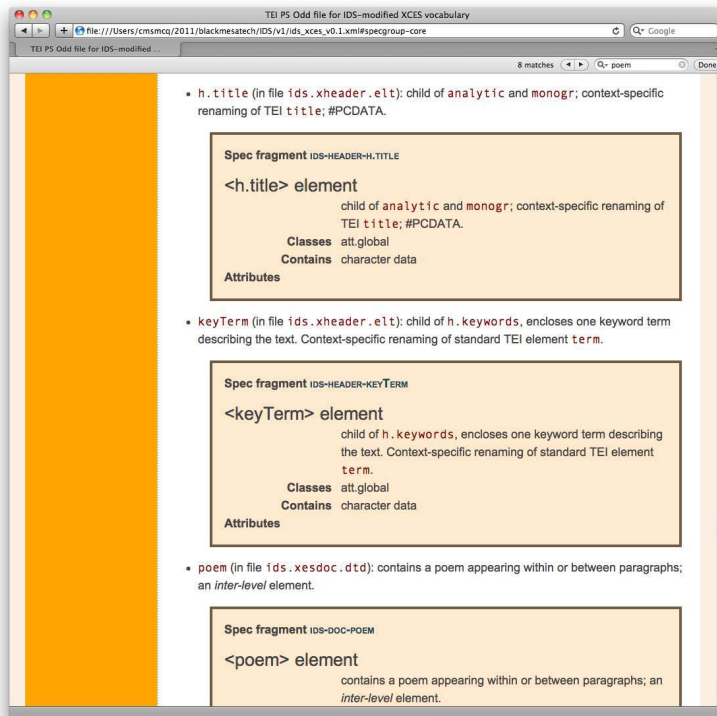 TEI P5 Odd file for IDS-modified XCES vocabulary
file:///Users/cmsmcq/2011/blackmesatech/IDS/v1/ids_xces_v0.1.xml#specgroup-core
Google
TEI P5 Odd file for IDS-modified ...
8 matches
poem
Done
• h.title (in file ids.xheader.elt): child of analytic and monogr; context-specific
renaming of TEI title; #PCDATA.
Spec fragment IDS-HEADER-H.TITLE
<h.title> element
child of analytic and monogr; context-specific renaming of
TEI title; #PCDATA.
Classes att.global
Contains character data
Attributes
• keyTerm (in file ids.xheader.elt): child of h.keywords, encloses one keyword term
describing the text. Context-specific renaming of standard TEI element term.
Spec fragment IDS-HEADER-KEYTERM
<keyTerm> element
child of h.keywords, encloses one keyword term describing
the text. Context-specific renaming of standard TEI element
term.
Classes att.global
Contains character data
Attributes
• poem (in file ids.xesdoc.dtd): contains a poem appearing within or between paragraphs;
an inter-level element.
Spec fragment IDS-DOC-POEM
<poem> element
contains a poem appearing within or between paragraphs; an
inter-level element.